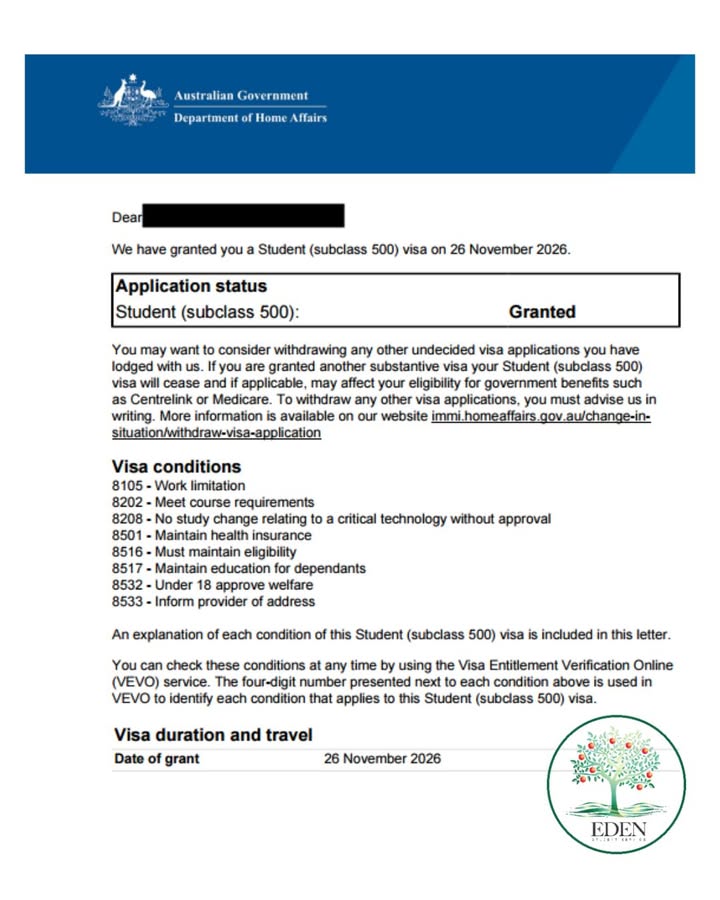 Australian Government
Department of Home Affairs
Dear
We have granted you a Student (subclass 500) visa on 26 November 2026.
Application status
Student (subclass 500): Granted
You may want to consider withdrawing any other undecided visa applications you have
lodged with us. If you are granted another substantive visa your Student (subclass 500)
visa will cease and if applicable, may affect your eligibility for government benefits such
as Centrelink or Medicare. To withdraw any other visa applications, you must advise us in
writing. More information is available on our website immi.homeaffairs.gov.au/change-in-
situation/withdraw-visa-application
Visa conditions
8105 - Work limitation
8202 - Meet course requirements
8208 - No study change relating to a critical technology without approval
8501 - Maintain health insurance
8516 - Must maintain eligibility
8517 - Maintain education for dependants
8532 - Under 18 approve welfare
8533 - Inform provider of address
An explanation of each condition of this Student (subclass 500) visa is included in this letter.
You can check these conditions at any time by using the Visa Entitlement Verification Online
(VEVO) service. The four-digit number presented next to each condition above is used in
VEVO to identify each condition that applies to this Student (subclass 500) visa.
Visa duration and travel
Date of grant 26 November 2026
EDEN